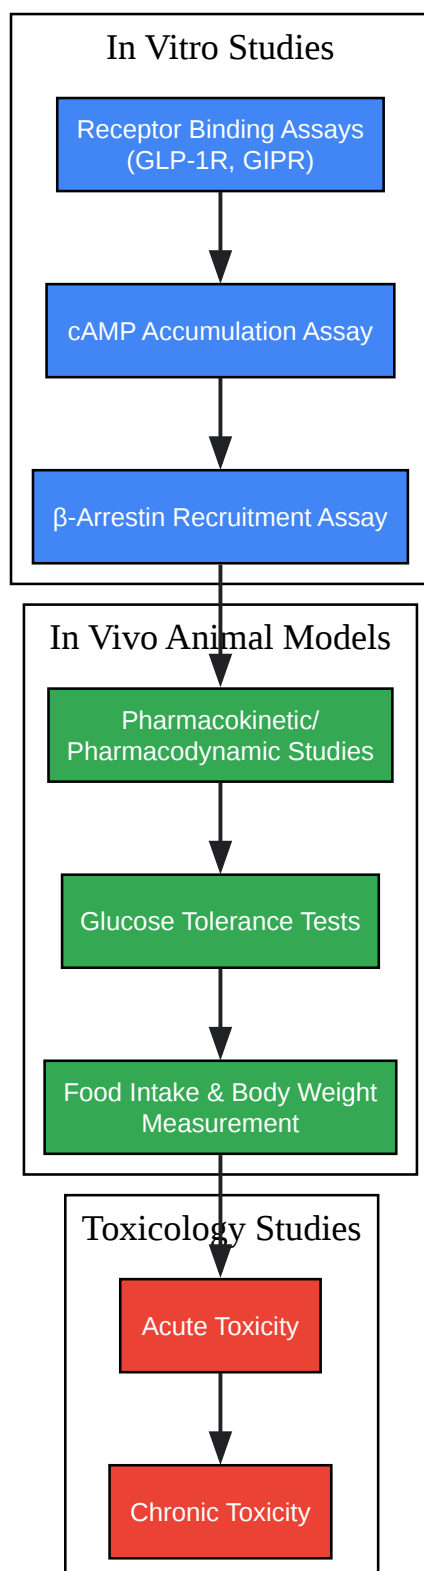 In Vitro Studies
Receptor Binding Assays
(GLP-1R, GIPR)
cAMP Accumulation Assay
β-Arrestin Recruitment Assay
In Vivo Animal Models
Pharmacokinetic/
Pharmacodynamic Studies
Glucose Tolerance Tests
Food Intake & Body Weight
Measurement
Toxicology Studies
Acute Toxicity
Chronic Toxicity